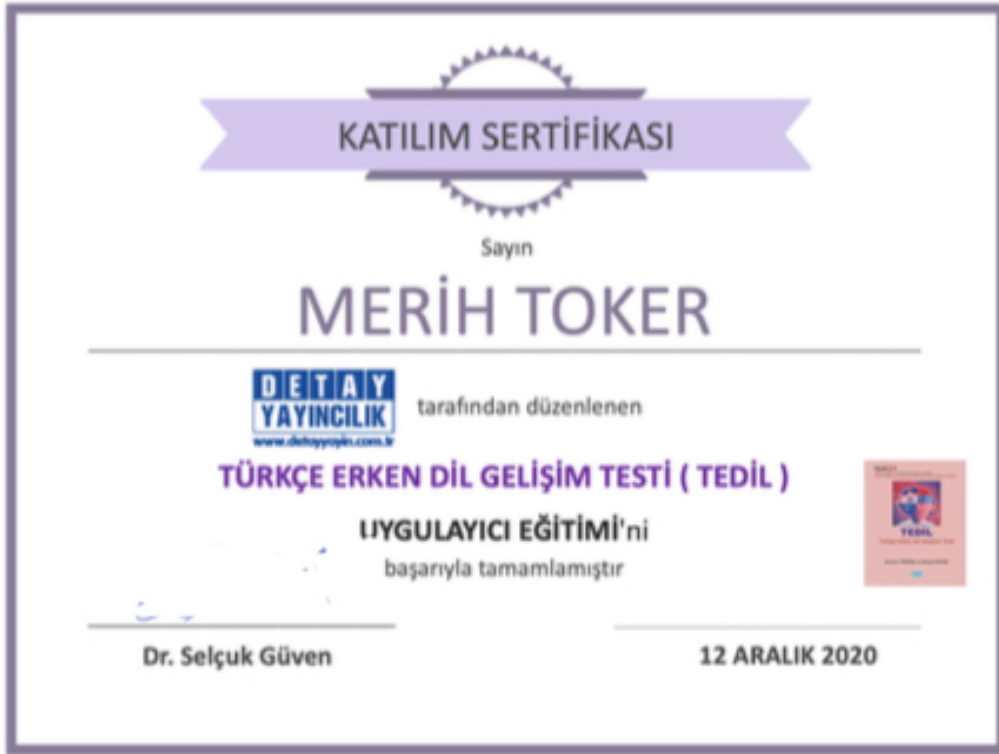 KATILIM SERTİFİKASI
Sayın
MERİH TOKER
DETAY
YAYINCILIK
www.detayyayin.com.tr
tarafından düzenlenen
TÜRKÇE ERKEN DİL GELİŞİM TESTİ ( TEDİL )
UYGULAYICI EĞİTİMİ'ni
başarıyla tamamlamıştır
TEDİL
Dr. Selçuk Güven
12 ARALIK 2020